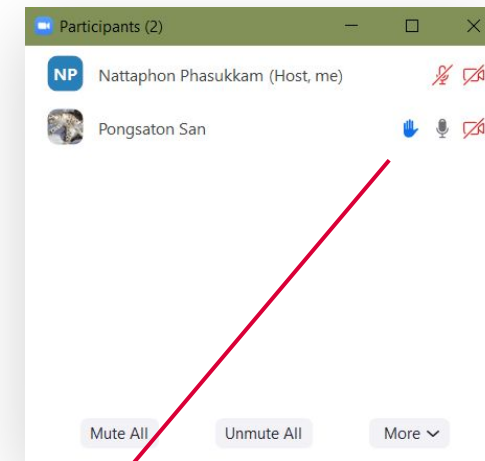 Participants (2)
NP Nattaphon Phasukkam (Host, me)
Pongsaton San
Mute All Unmute All More